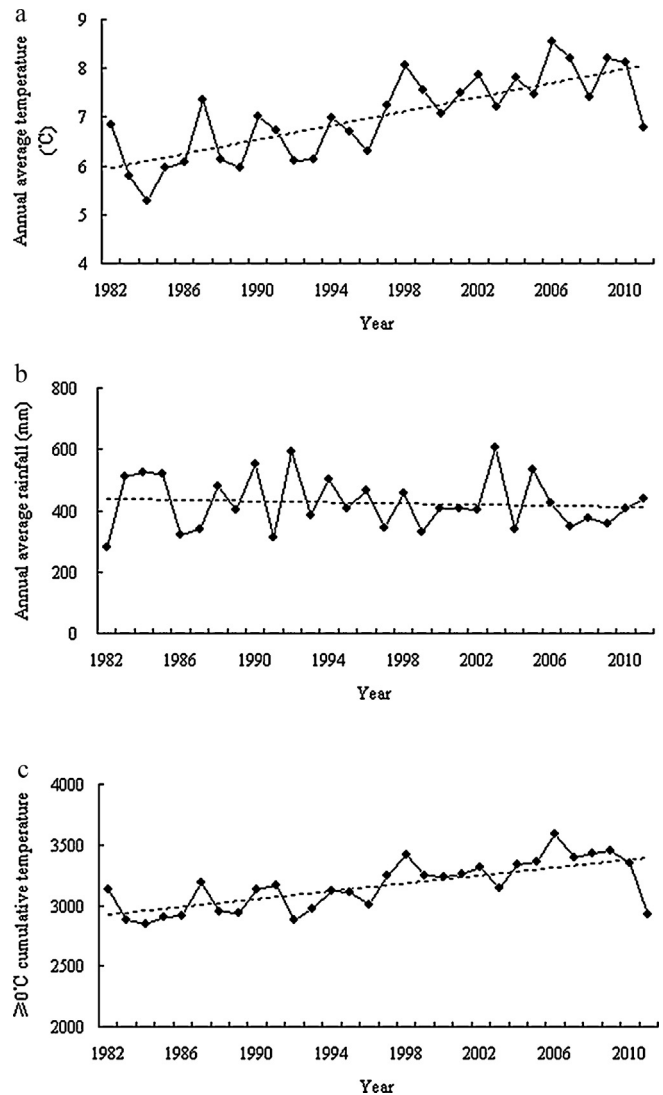 a
Annual average temperature
(℃)
9
8
7
6
5
4
1982 1986 1990 1994 1998 2002 2006 2010
Year
b
Annual average rainfall (mm)
800
600
400
200
0
1982 1986 1990 1994 1998 2002 2006 2010
Year
c
≥0℃ cumulative temperature
4000
3500
3000
2500
2000
1982 1986 1990 1994 1998 2002 2006 2010
Year